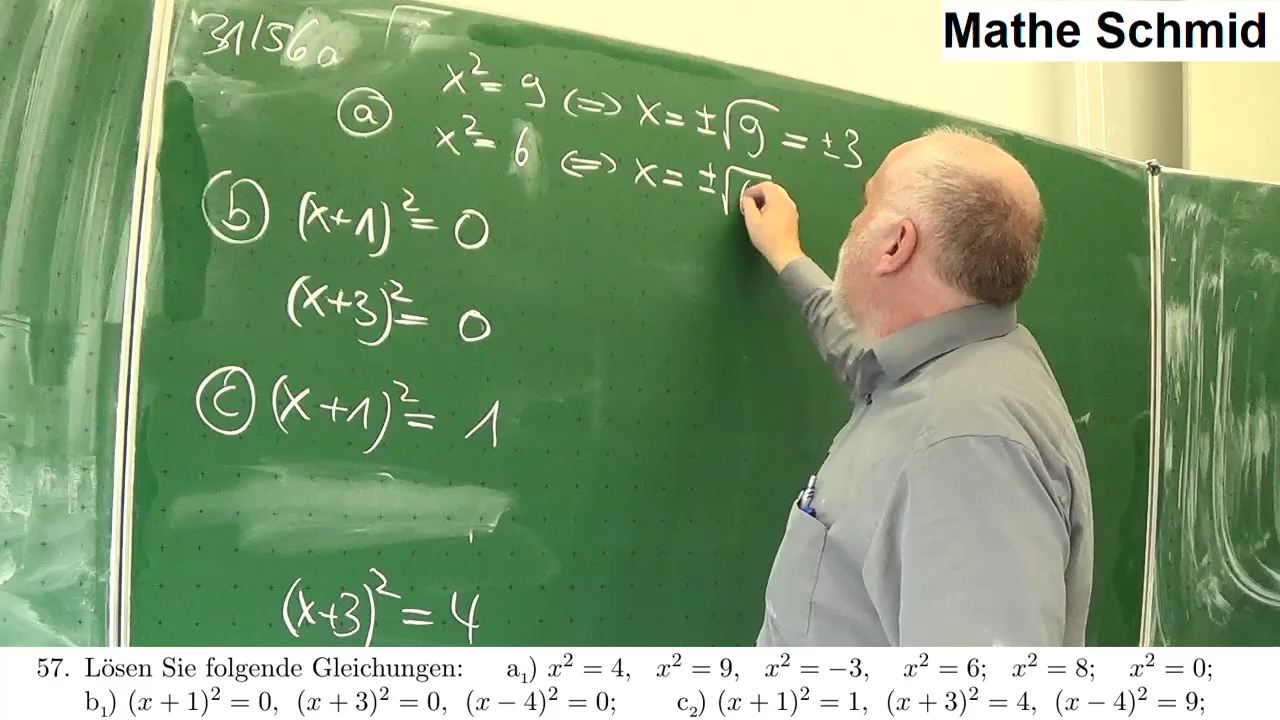 Mathe Schmid
31/56a
ⓐ x² = 9 ⇔ x = ±√9 = ±3
x² = 6 ⇔ x = ±√
ⓑ (x+1)² = 0
(x+3)² = 0
ⓒ (x+1)² = 1
(x+3)² = 4
57. Lösen Sie folgende Gleichungen: a₁) x² = 4, x² = 9, x² = −3, x² = 6; x² = 8; x² = 0;
b₁) (x + 1)² = 0, (x + 3)² = 0, (x − 4)² = 0; c₂) (x + 1)² = 1, (x + 3)² = 4, (x − 4)² = 9;